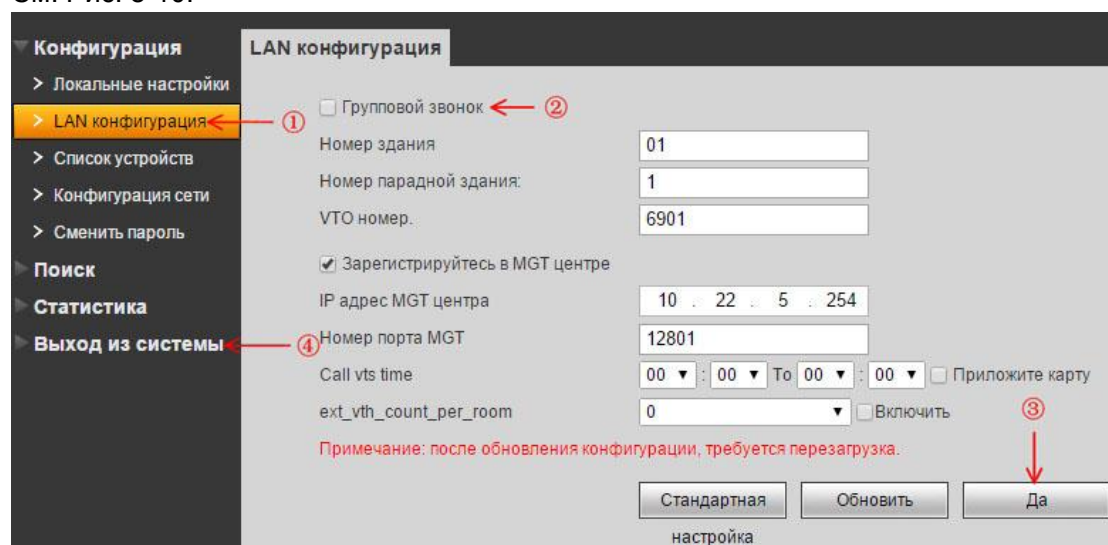 Конфигурация
> Локальные настройки
> LAN конфигурация
> Список устройств
> Конфигурация сети
> Сменить пароль
Поиск
Статистика
Выход из системы
LAN конфигурация
① 
Групповой звонок ②
Номер здания 01
Номер парадной здания: 1
VTO номер. 6901
Зарегистрируйтесь в MGT центре
IP адрес MGT центра 10 . 22 . 5 . 254
④ Номер порта MGT 12801
Call vts time 00 : 00 To 00 : 00 Приложите карту
ext_vth_count_per_room 0 Включить ③
Примечание: после обновления конфигурации, требуется перезагрузка.
Стандартная настройка Обновить Да